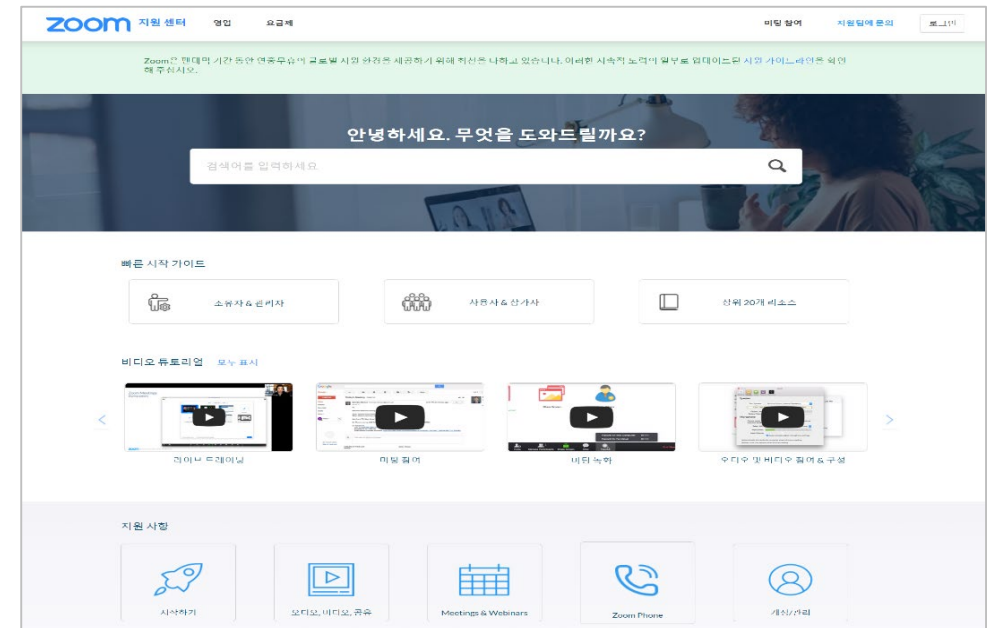 zoom 지원 센터 영업 요금제 미팅 참여 지원팀에 문의 로그인
Zoom은 팬데믹 기간 동안 연중무휴의 글로벌 지원 환경을 제공하기 위해 최선을 다하고 있습니다. 이러한 지속적 노력의 일부로 업데이트된 지원 가이드라인을 확인
해 주십시오.
안녕하세요. 무엇을 도와드릴까요?
검색어를 입력하세요
빠른 시작 가이드
소유자 & 관리자 사용자 & 참가자 상위 20개 리소스
비디오 튜토리얼 모두 표시
라이브 트레이닝 미팅 참여 미팅 녹화 오디오 및 비디오 참여 & 구성
지원 사항
시작하기 오디오, 비디오, 공유 Meetings & Webinars Zoom Phone 계정/관리